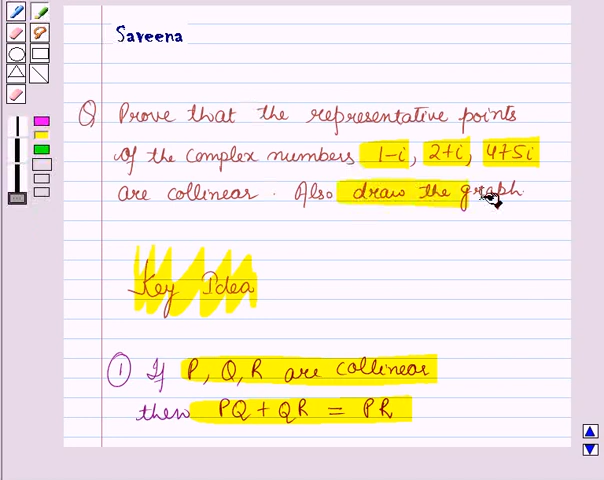 Saveena
Q Prove that the representative points
of the complex numbers 1-i, 2+i, 4+5i
are collinear. Also draw the graph.
Key Idea
① If P, Q, R are collinear
then PQ + QR = PR